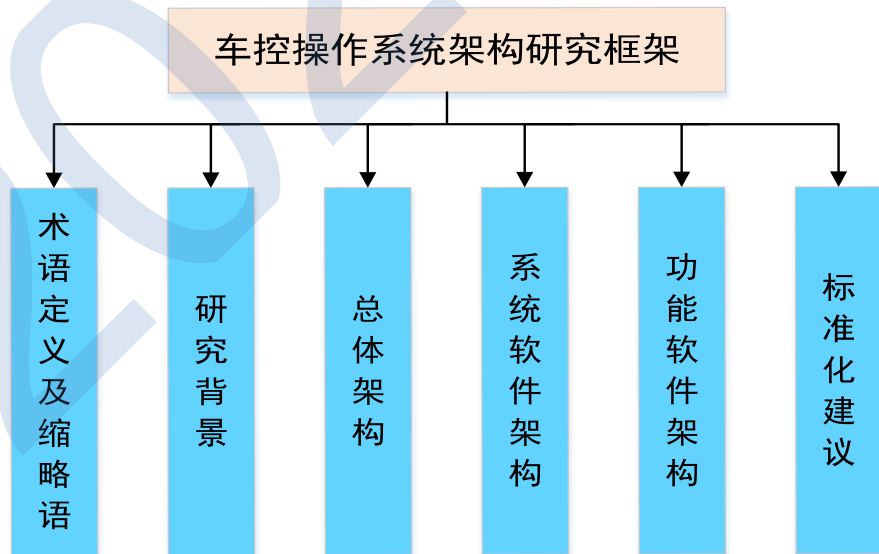 车控操作系统架构研究框架
术语定义及缩略语
研究背景
总体架构
系统软件架构
功能软件架构
标准化建议